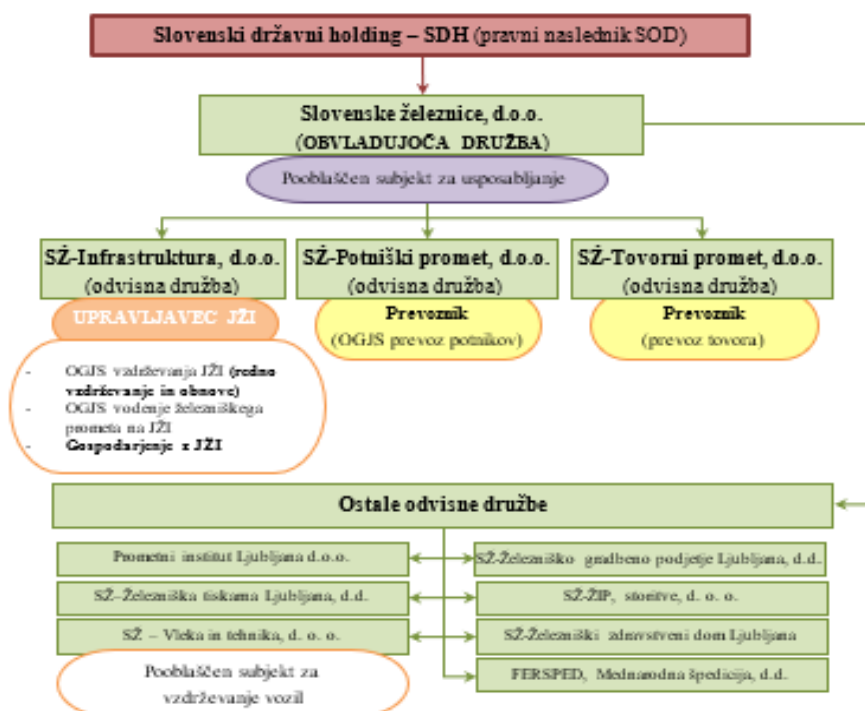 Slovenski državni holding – SDH (pravni naslednik SOD)
Slovenske železnice, d.o.o.
(OBVLADUJOČA DRUŽBA)
Pooblaščen subjekt za usposabljanje
SŽ-Infrastruktura, d.o.o.
(odvisna družba)
UPRAVLJAVEC JŽI
- OGJS vzdrževanja JŽI (redno
vzdrževanje in obnove)
- OGJS vodenje železniškega
prometa na JŽI
- Gospodarjenje z JŽI
SŽ-Potniški promet, d.o.o.
(odvisna družba)
Prevoznik
(OGJS prevoz potnikov)
SŽ-Tovorni promet, d.o.o.
(odvisna družba)
Prevoznik
(prevoz tovora)
Ostale odvisne družbe
Prometni institut Ljubljana d.o.o.
SŽ–Železniška tiskarna Ljubljana, d.d.
SŽ – Vleka in tehnika, d. o. o.
Pooblaščen subjekt za
vzdrževanje vozil
SŽ-Železniško gradbeno podjetje Ljubljana, d.d.
SŽ-ŽIP, storitve, d. o. o.
SŽ-Železniški zdravstveni dom Ljubljana
FERSPED, Mednarodna špedicija, d.d.